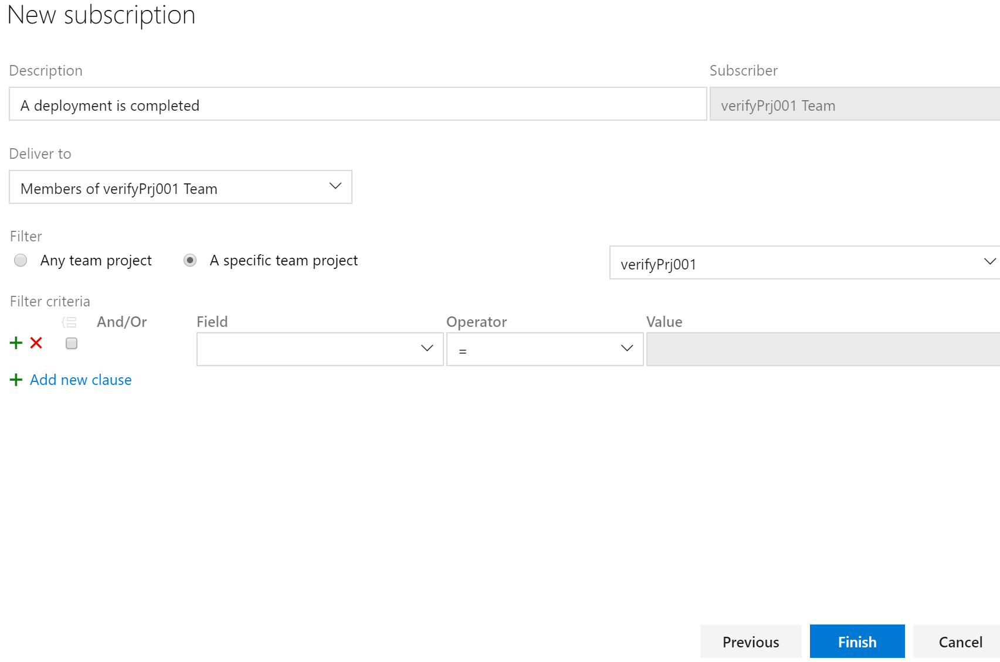 New subscription
Description Subscriber
A deployment is completed verifyPrj001 Team
Deliver to
Members of verifyPrj001 Team
Filter
Any team project A specific team project verifyPrj001
Filter criteria
And/Or Field Operator Value
=
Add new clause
Previous Finish Cancel